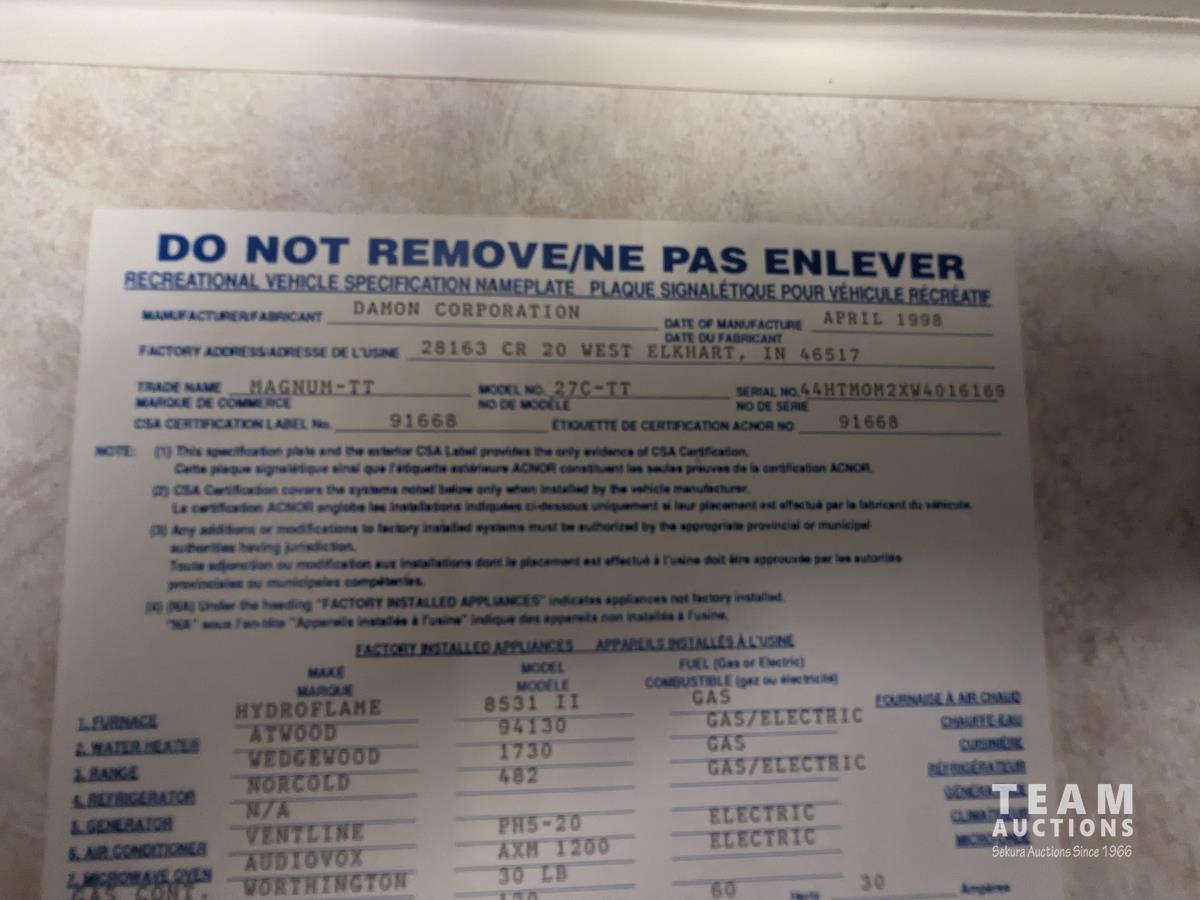 DO NOT REMOVE/NE PAS ENLEVER
RECREATIONAL VEHICLE SPECIFICATION NAMEPLATE PLAQUE SIGNALÉTIQUE POUR VÉHICULE RÉCRÉATIF
MANUFACTURER/FABRICANT DAMON CORPORATION DATE OF MANUFACTURE APRIL 1998
DATE DU FABRICANT
FACTORY ADDRESS/ADRESSE DE L'USINE 28163 CR 20 WEST ELKHART, IN 46517
TRADE NAME MAGNUM-TT MODEL NO. 27C-TT SERIAL NO. 44HTM0M2XW4016169
MARQUE DE COMMERCE NO DE MODÈLE NO DE SÉRIE
CSA CERTIFICATION LABEL No. 91668 ÉTIQUETTE DE CERTIFICATION ACNOR NO 91668
NOTE: (1) This specification plate and the exterior CSA Label provides the only evidence of CSA Certification.
Cette plaque signalétique ainsi que l'étiquette extérieure ACNOR constituent les seules preuves de la certification ACNOR.
(2) CSA Certification covers the systems noted below only when installed by the vehicle manufacturer.
La certification ACNOR englobe les installations indiquées ci-dessous uniquement si leur placement est effectué par le fabricant du véhicule.
(3) Any additions or modifications to factory installed systems must be authorized by the appropriate provincial or municipal
authorities having jurisdiction.
Toute adjonction ou modification aux installations dont le placement est effectué à l'usine doit être approuvée par les autorités
provinciales ou municipales compétentes.
(4) (N/A) Under the heading "FACTORY INSTALLED APPLIANCES" indicates appliances not factory installed.
"N/A" sous l'en-tête "Appareils installés à l'usine" indique des appareils non installés à l'usine.
FACTORY INSTALLED APPLIANCES APPAREILS INSTALLÉS À L'USINE
MAKE MODEL FUEL (Gas or Electric)
MARQUE MODÈLE COMBUSTIBLE (gaz ou électricité)
1. FURNACE HYDROFLAME 8531 II GAS FOURNAISE À AIR CHAUD
2. WATER HEATER ATWOOD 94130 GAS/ELECTRIC CHAUFFE-EAU
3. RANGE WEDGEWOOD 1730 GAS CUISINIÈRE
4. REFRIGERATOR NORCOLD 482 GAS/ELECTRIC RÉFRIGÉRATEUR
5. GENERATOR N/A
6. AIR CONDITIONER VENTLINE PH5-20 ELECTRIC
7. MICROWAVE OVEN AUDIOVOX AXM 1200 ELECTRIC
GAS CONT. WORTHINGTON 30 LB
60 Hertz 30 Ampères
TEAM
AUCTIONS
Sekura Auctions Since 1966